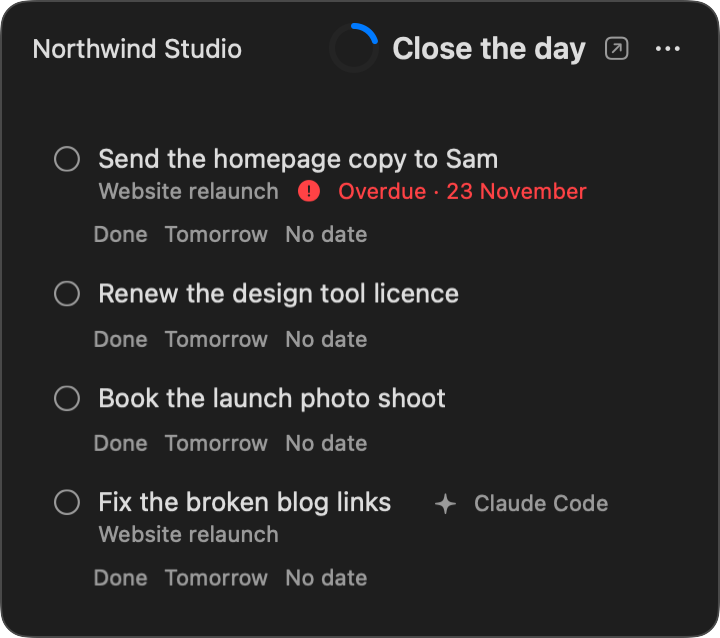 Northwind Studio Close the day
Send the homepage copy to Sam
Website relaunch ! Overdue · 23 November
Done Tomorrow No date
Renew the design tool licence
Done Tomorrow No date
Book the launch photo shoot
Done Tomorrow No date
Fix the broken blog links Claude Code
Website relaunch
Done Tomorrow No date